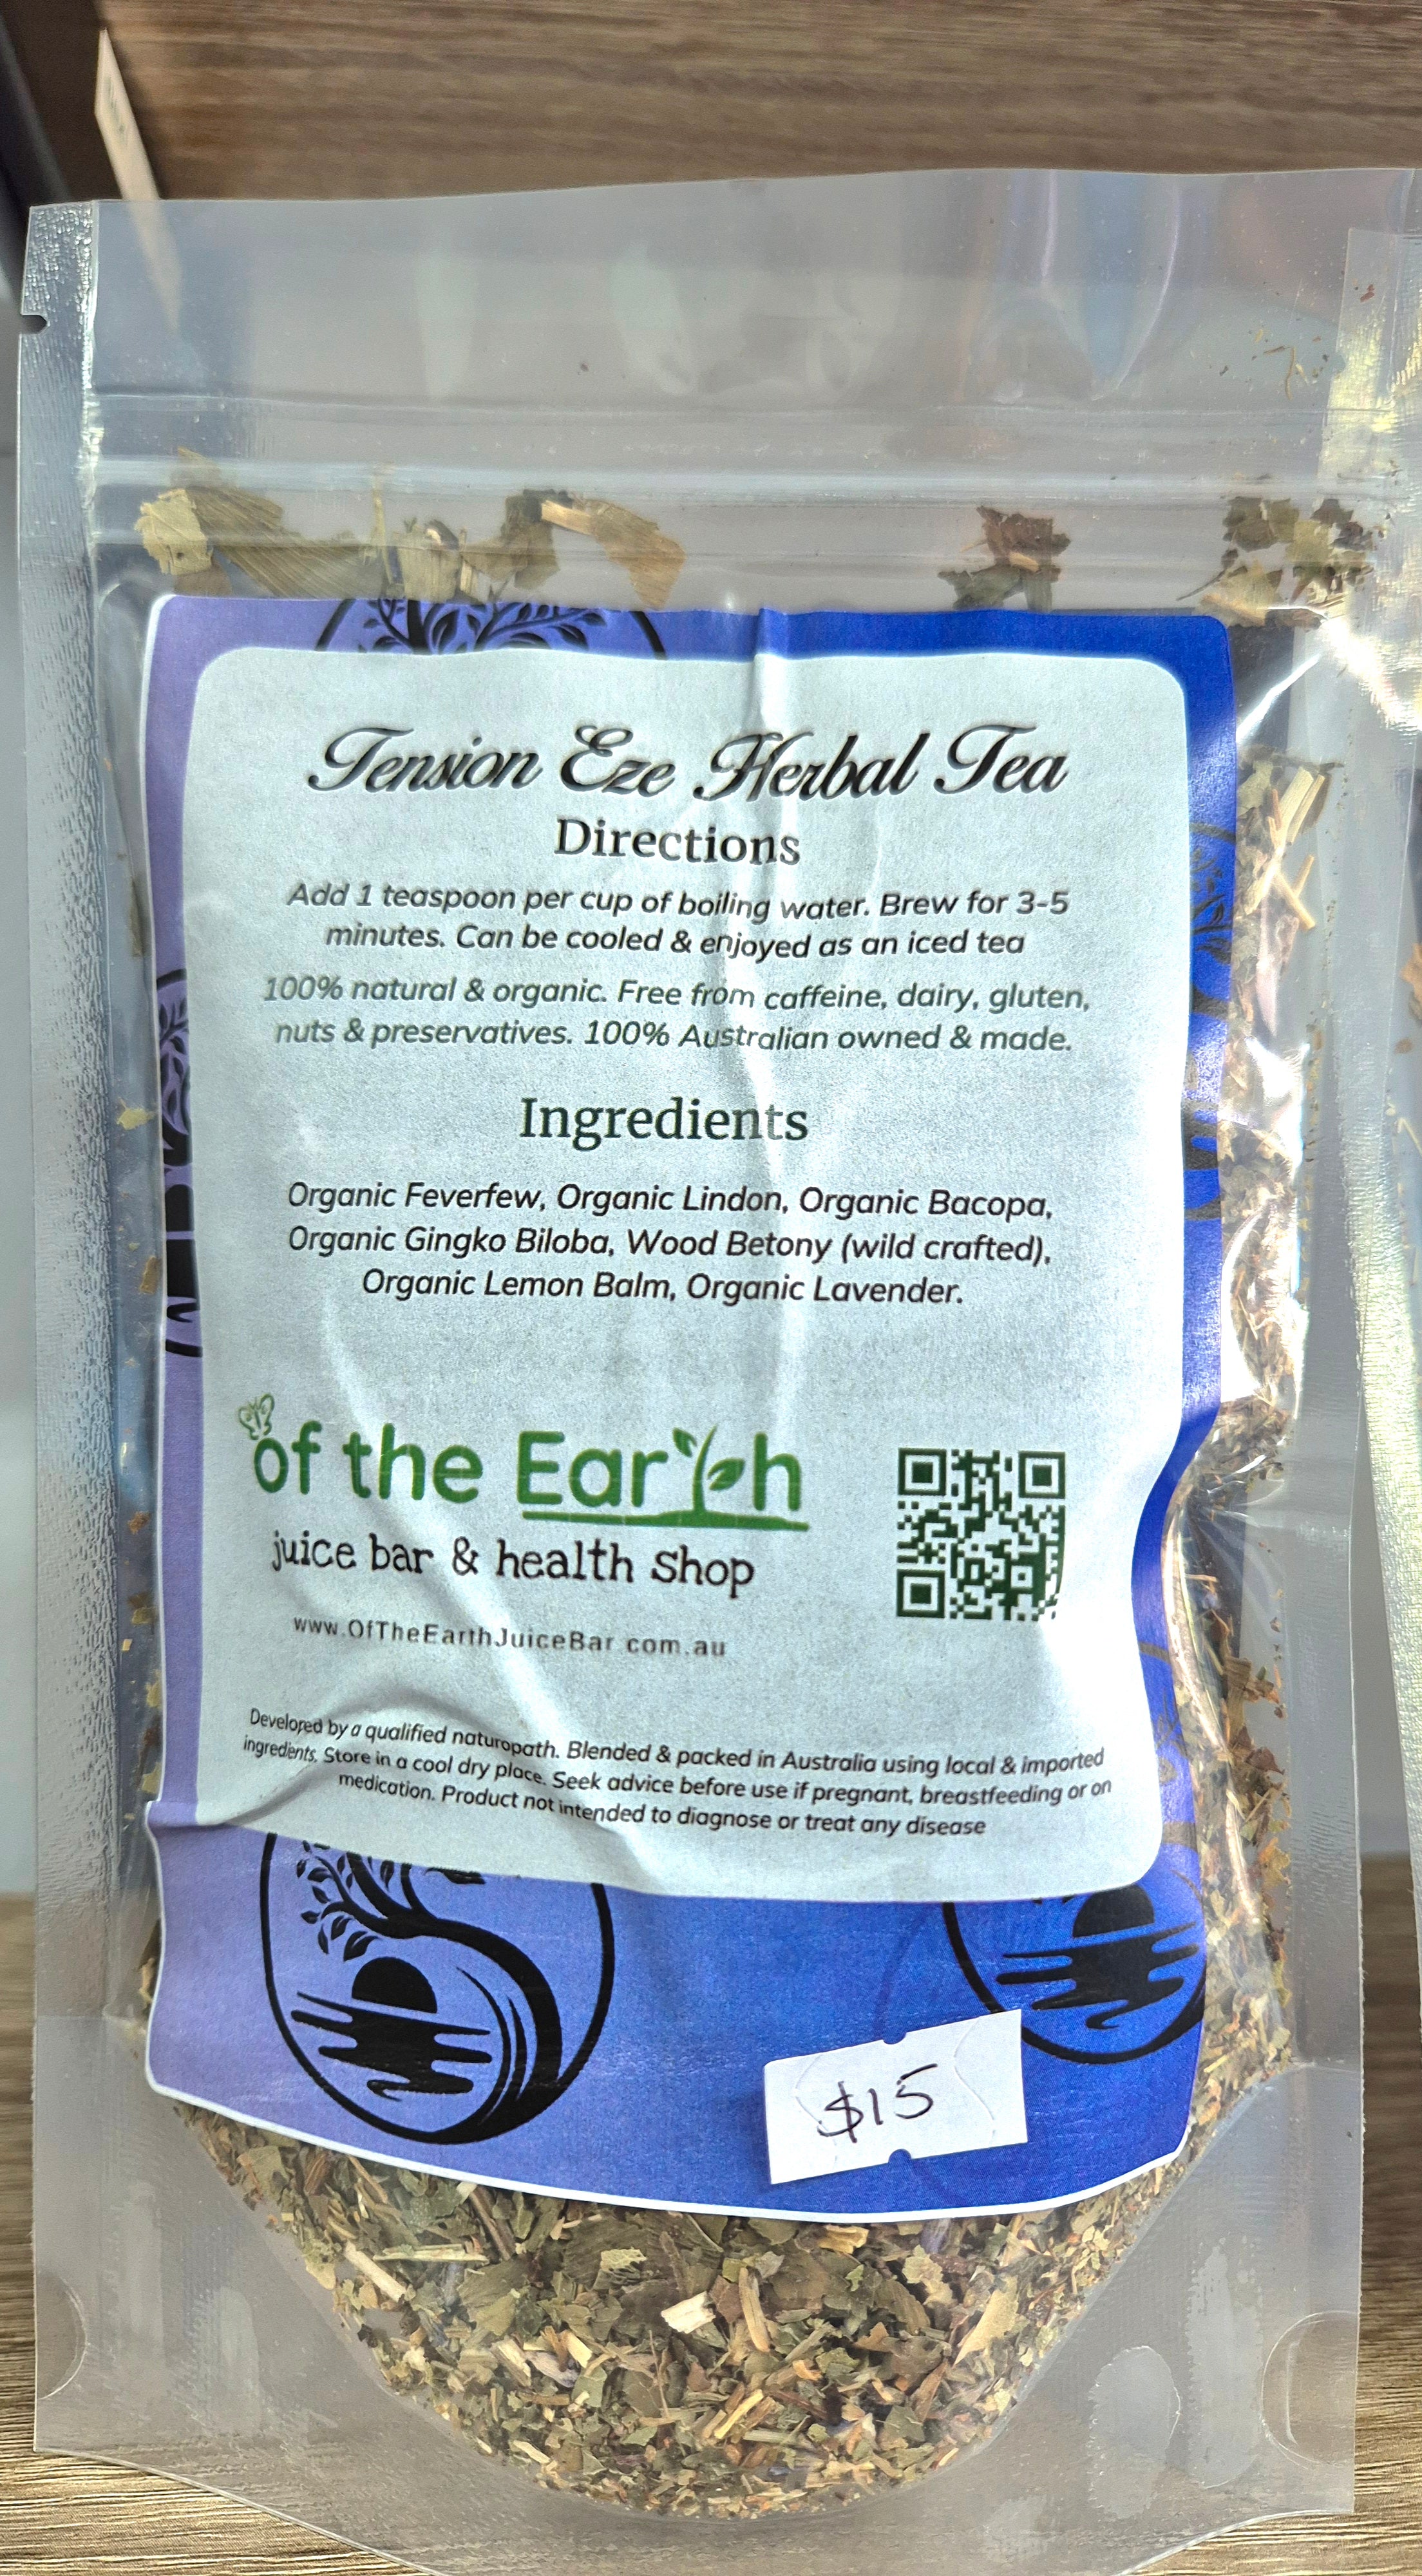 Tension Eze Herbal Tea
Directions
Add 1 teaspoon per cup of boiling water. Brew for 3-5
minutes. Can be cooled & enjoyed as an iced tea
100% natural & organic. Free from caffeine, dairy, gluten,
nuts & preservatives. 100% Australian owned & made.
Ingredients
Organic Feverfew, Organic Lindon, Organic Bacopa,
Organic Gingko Biloba, Wood Betony (wild crafted),
Organic Lemon Balm, Organic Lavender.
of the Earth
juice bar & health shop
www.OfTheEarthJuiceBar.com.au
Developed by a qualified naturopath. Blended & packed in Australia using local & imported
ingredients. Store in a cool dry place. Seek advice before use if pregnant, breastfeeding or on
medication. Product not intended to diagnose or treat any disease
$15